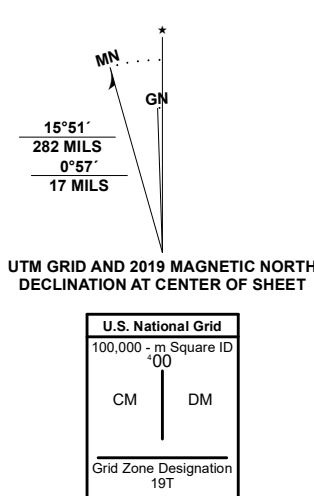 ★
MN
GN
15°51´
282 MILS
0°57´
17 MILS
UTM GRID AND 2019 MAGNETIC NORTH
DECLINATION AT CENTER OF SHEET
U.S. National Grid
100,000 - m Square ID
⁴00
CM DM
Grid Zone Designation
19T